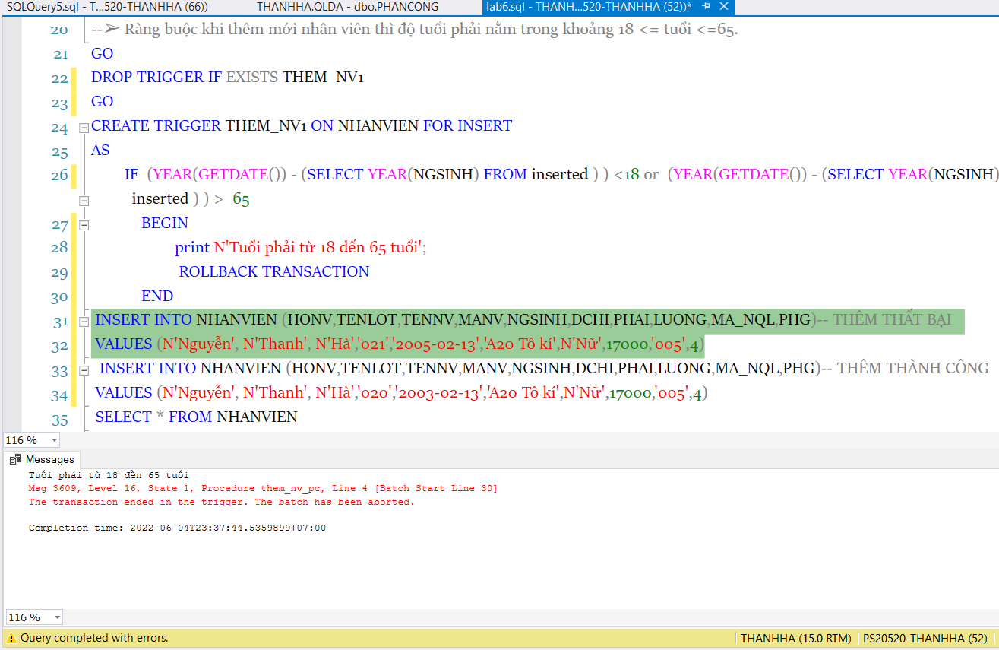 SQLQuery5.sql - T...520-THANHHA (66)) THANHHA.QLDA - dbo.PHANCONG lab6.sql - THANH...520-THANHHA (52))*
20 --➢ Ràng buộc khi thêm mới nhân viên thì độ tuổi phải nằm trong khoảng 18 <= tuổi <=65.
21 GO
22 DROP TRIGGER IF EXISTS THEM_NV1
23 GO
24 CREATE TRIGGER THEM_NV1 ON NHANVIEN FOR INSERT
25 AS
26 IF (YEAR(GETDATE()) - (SELECT YEAR(NGSINH) FROM inserted ) ) <18 or (YEAR(GETDATE()) - (SELECT YEAR(NGSINH)
inserted ) ) > 65
27 BEGIN
28 print N'Tuổi phải từ 18 đến 65 tuổi';
29 ROLLBACK TRANSACTION
30 END
31 INSERT INTO NHANVIEN (HONV,TENLOT,TENNV,MANV,NGSINH,DCHI,PHAI,LUONG,MA_NQL,PHG)-- THÊM THẤT BẠI
32 VALUES (N'Nguyễn', N'Thanh', N'Hà','021','2005-02-13','A20 Tô kí',N'Nữ',17000,'005',4)
33 INSERT INTO NHANVIEN (HONV,TENLOT,TENNV,MANV,NGSINH,DCHI,PHAI,LUONG,MA_NQL,PHG)-- THÊM THÀNH CÔNG
34 VALUES (N'Nguyễn', N'Thanh', N'Hà','020','2003-02-13','A20 Tô kí',N'Nữ',17000,'005',4)
35 SELECT * FROM NHANVIEN
116 %
Messages
Tuổi phải từ 18 đến 65 tuổi
Msg 3609, Level 16, State 1, Procedure them_nv_pc, Line 4 [Batch Start Line 30]
The transaction ended in the trigger. The batch has been aborted.
Completion time: 2022-06-04T23:37:44.5359899+07:00
116 %
Query completed with errors. THANHHA (15.0 RTM) PS20520-THANHHA (52)